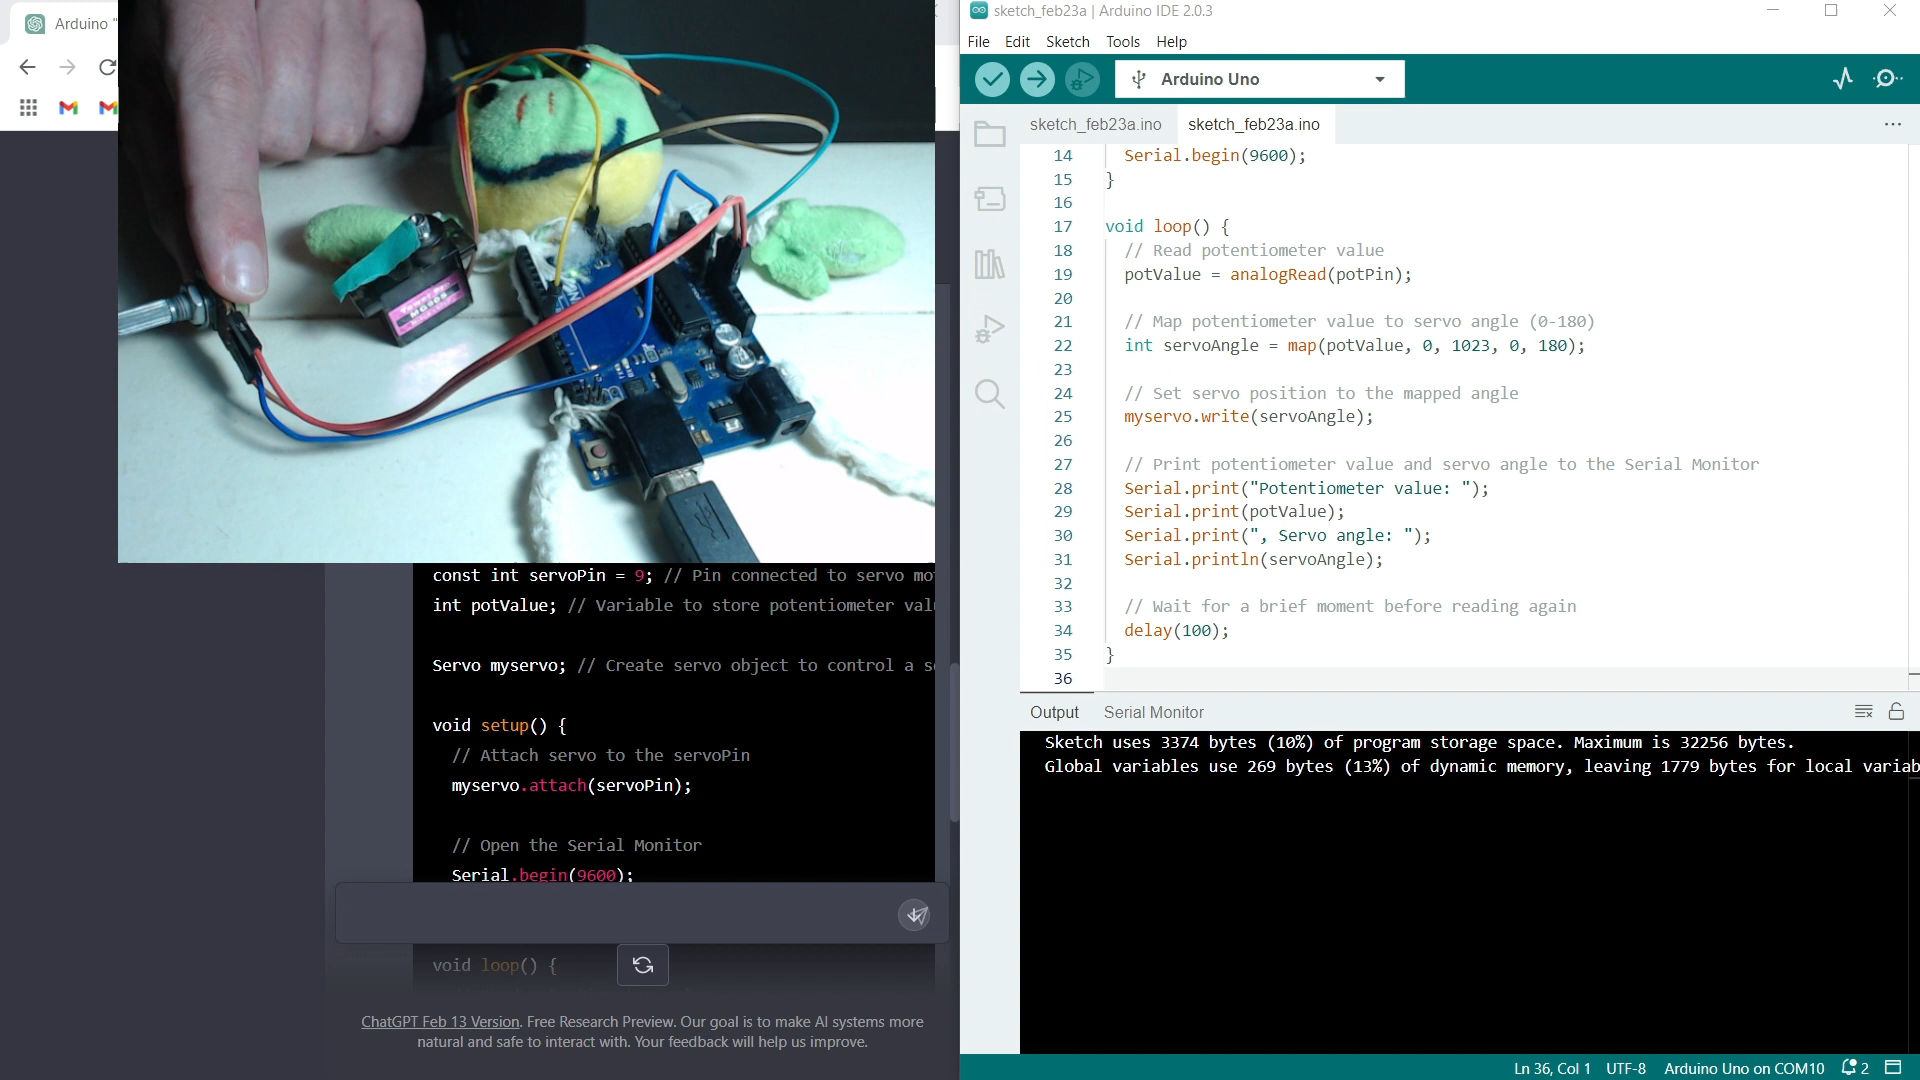 Arduino "
sketch_feb23a | Arduino IDE 2.0.3
File Edit Sketch Tools Help
Arduino Uno
sketch_feb23a.ino sketch_feb23a.ino
14 Serial.begin(9600);
15 }
16
17 void loop() {
18 // Read potentiometer value
19 potValue = analogRead(potPin);
20
21 // Map potentiometer value to servo angle (0-180)
22 int servoAngle = map(potValue, 0, 1023, 0, 180);
23
24 // Set servo position to the mapped angle
25 myservo.write(servoAngle);
26
27 // Print potentiometer value and servo angle to the Serial Monitor
28 Serial.print("Potentiometer value: ");
29 Serial.print(potValue);
30 Serial.print(", Servo angle: ");
31 Serial.println(servoAngle);
32
33 // Wait for a brief moment before reading again
34 delay(100);
35 }
36
Output Serial Monitor
Sketch uses 3374 bytes (10%) of program storage space. Maximum is 32256 bytes.
Global variables use 269 bytes (13%) of dynamic memory, leaving 1779 bytes for local variab
Ln 36, Col 1 UTF-8 Arduino Uno on COM10 2
Tower Pro
MG90S
const int servoPin = 9; // Pin connected to servo mo
int potValue; // Variable to store potentiometer val
Servo myservo; // Create servo object to control a s
void setup() {
// Attach servo to the servoPin
myservo.attach(servoPin);
// Open the Serial Monitor
Serial.begin(9600);
void loop() {
ChatGPT Feb 13 Version. Free Research Preview. Our goal is to make AI systems more
natural and safe to interact with. Your feedback will help us improve.